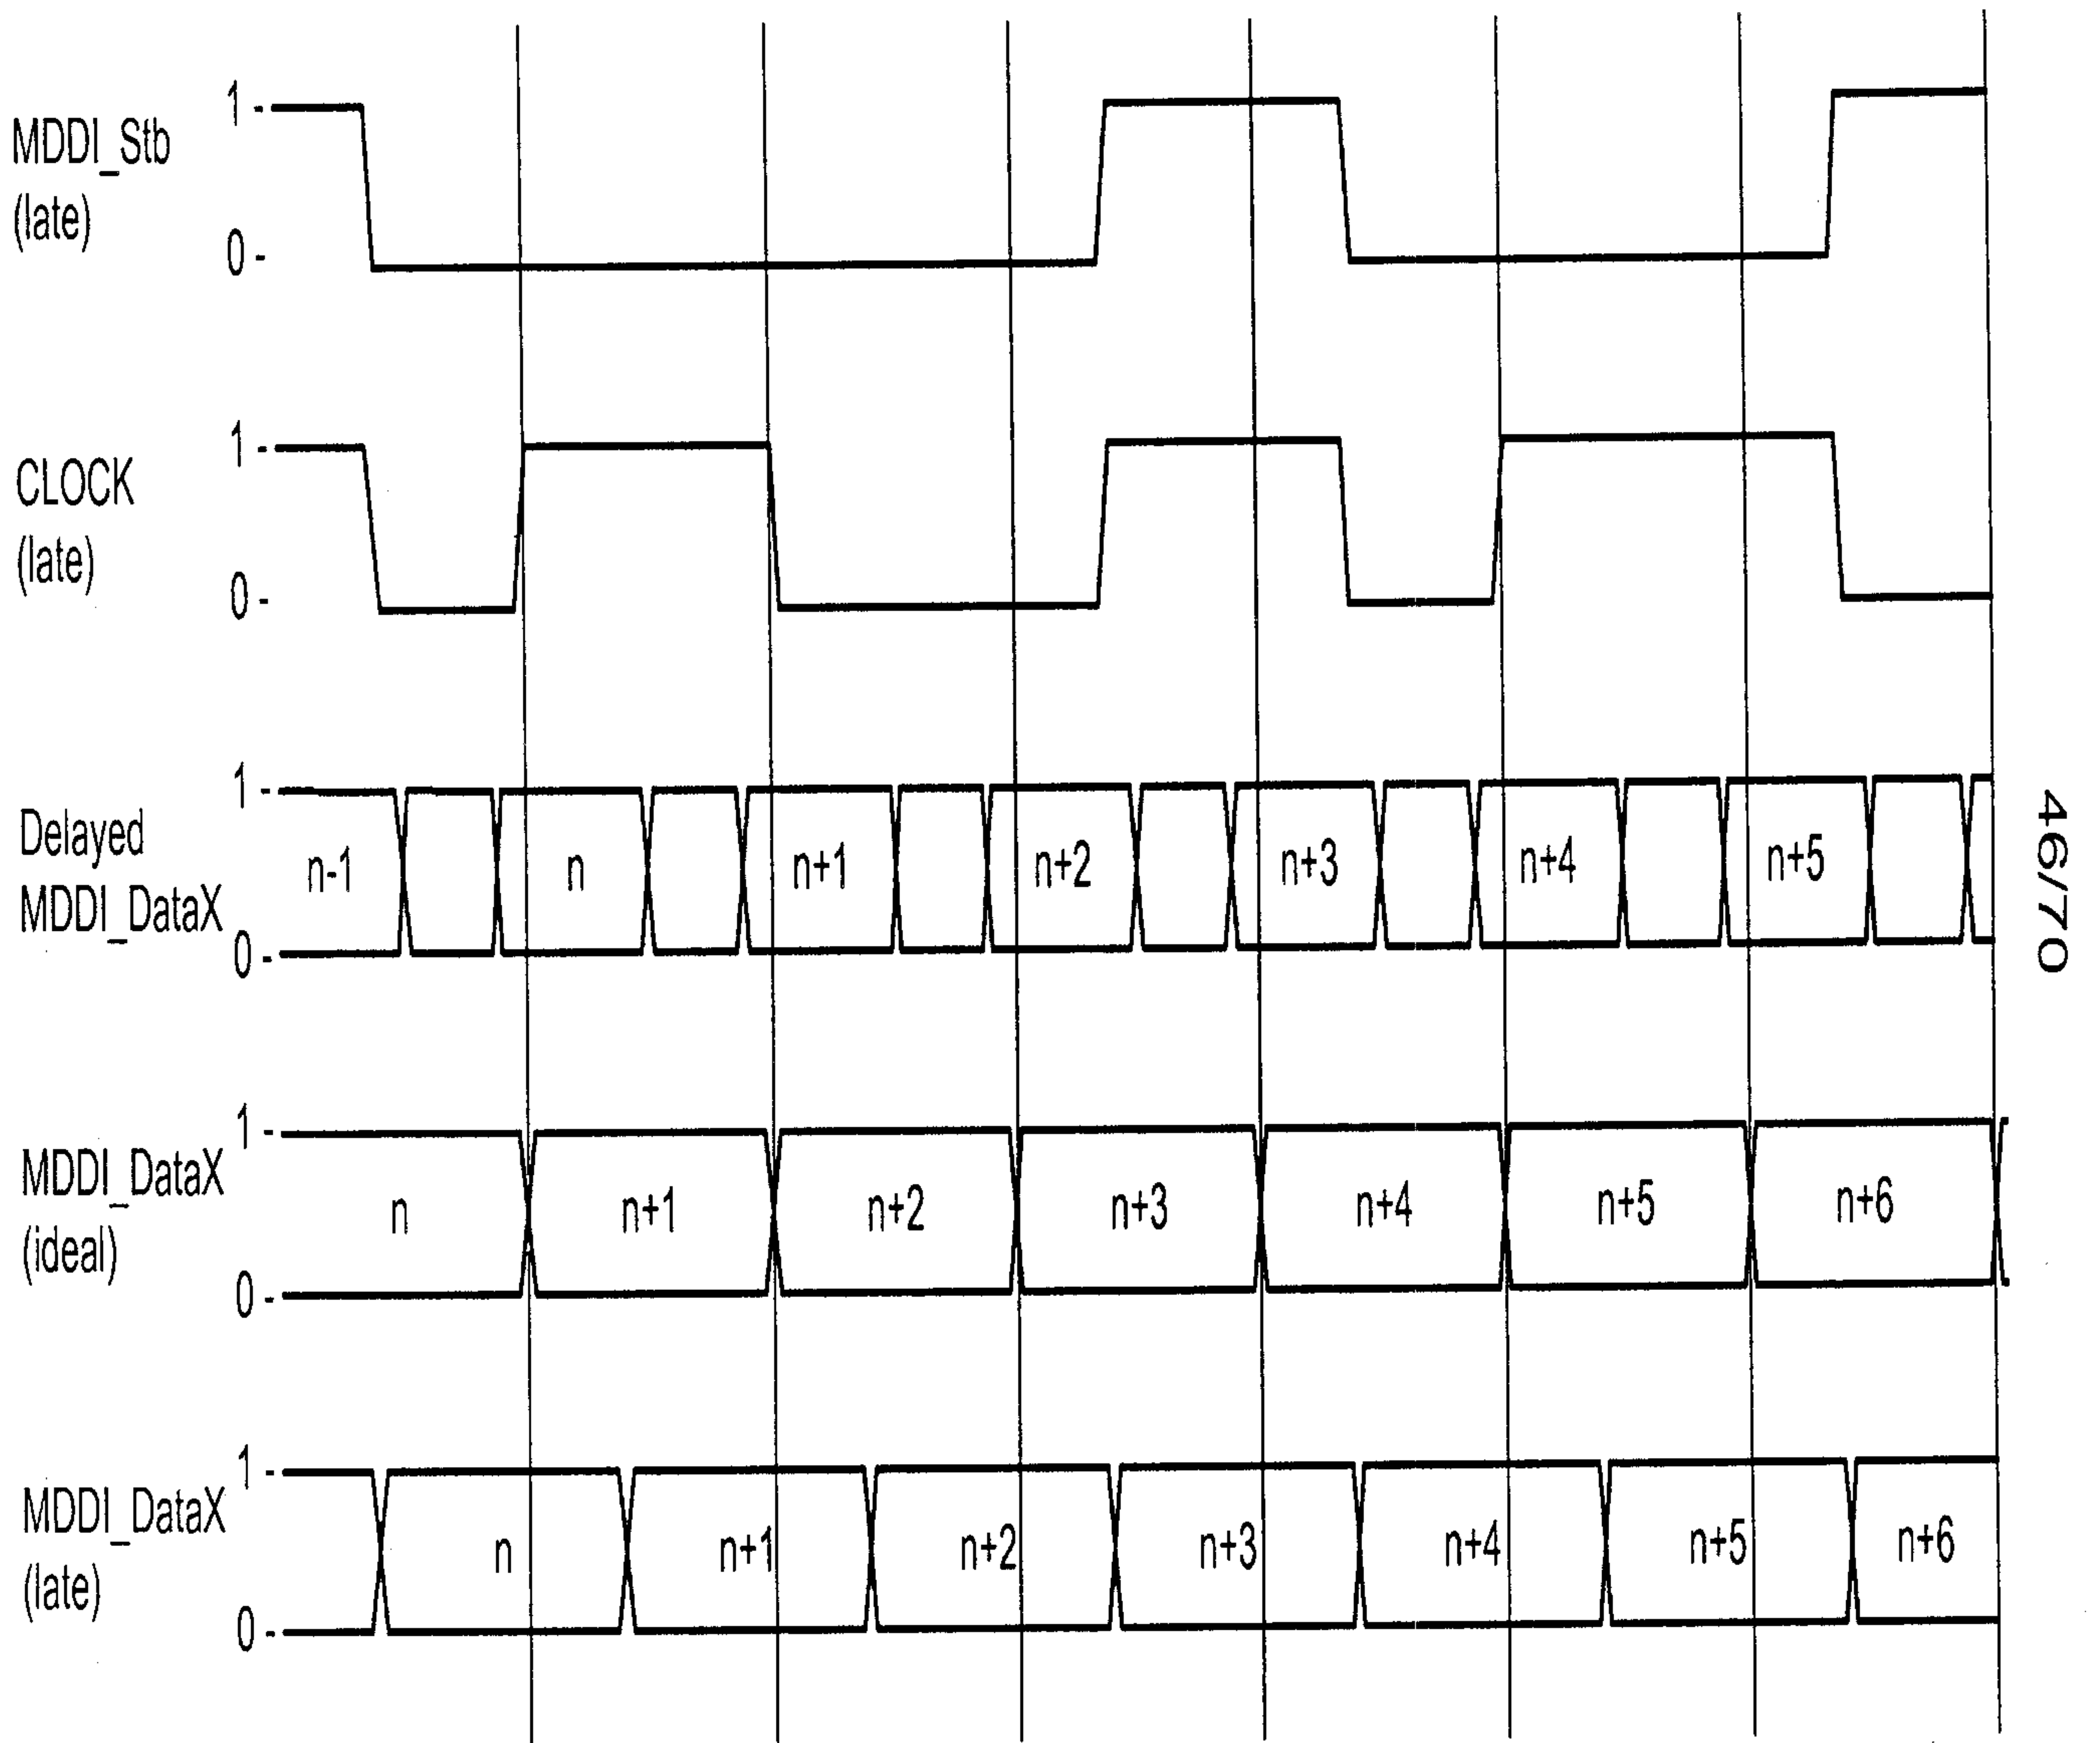 1 -
MDDI_Stb
(late)
0 -
1 -
CLOCK
(late)
0 -
1 -
Delayed
MDDI_DataX
0 -
n-1 n n+1 n+2 n+3 n+4 n+5
46/70
1 -
MDDI_DataX
(ideal)
0 -
n n+1 n+2 n+3 n+4 n+5 n+6
1 -
MDDI_DataX
(late)
0 -
n n+1 n+2 n+3 n+4 n+5 n+6